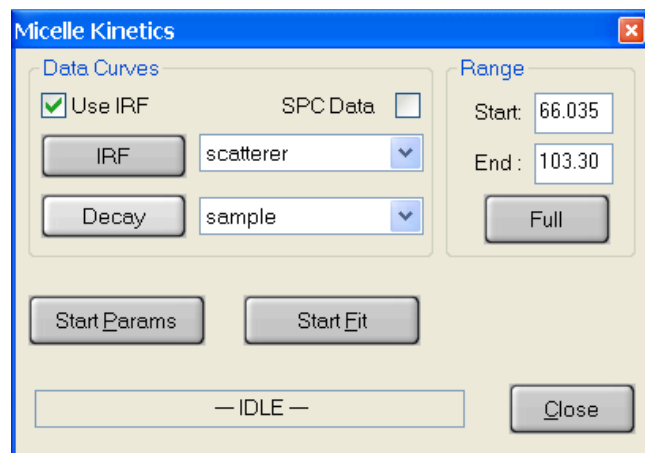 Micelle Kinetics
Data Curves
Use IRF
SPC Data
IRF
scatterer
Decay
sample
Range
Start: 66.035
End : 103.30
Full
Start Params
Start Fit
— IDLE —
Close